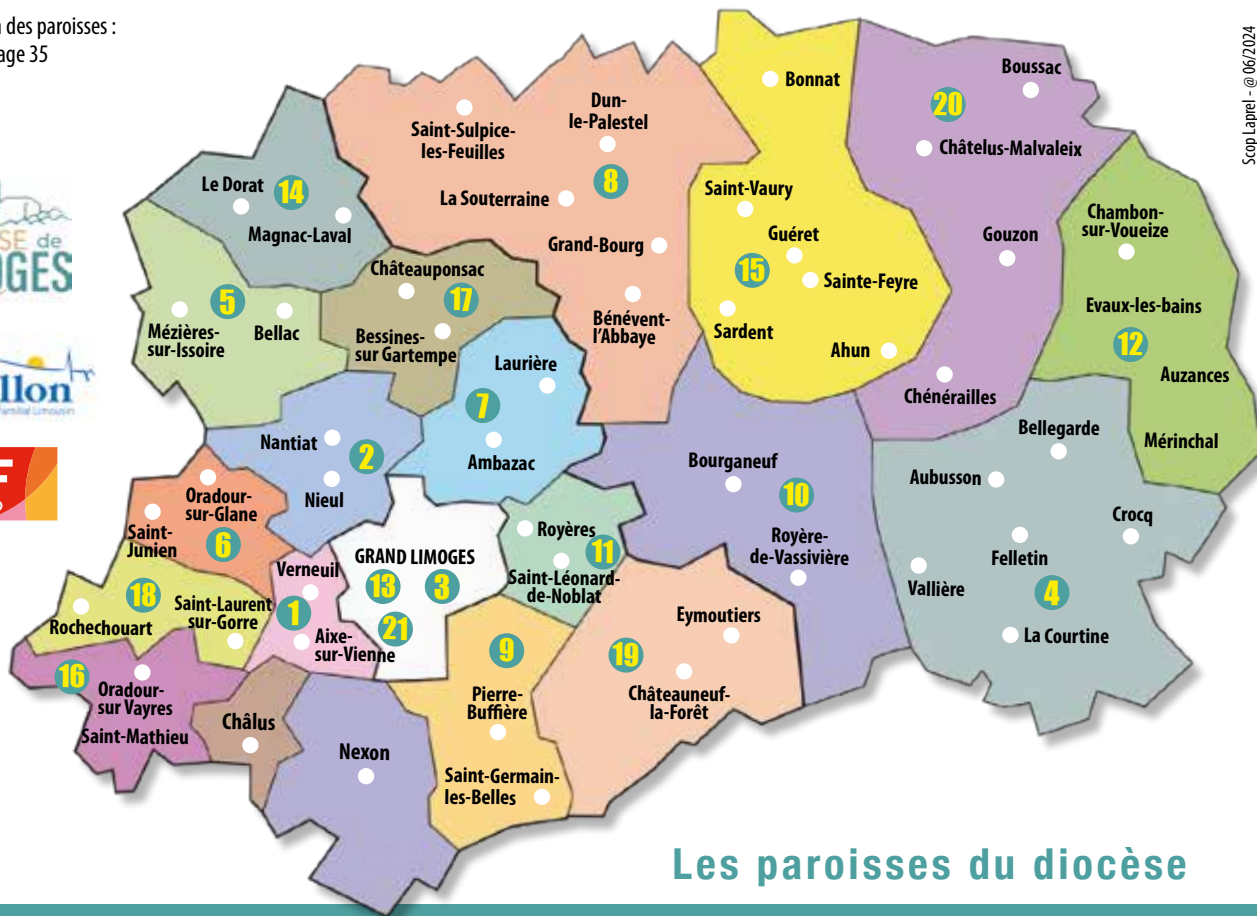 des paroisses :
age 35
Scop Laprel - @ 06/2024
SE de
OGES
llon
Familial Limousin
F
Bonnat
Boussac
20
Châtelus-Malvaleix
Dun-
le-Palestel
Saint-Sulpice-
les-Feuilles
8
La Souterraine
Grand-Bourg
Bénévent-
l'Abbaye
Le Dorat
14
Magnac-Laval
Saint-Vaury
Guéret
15
Sainte-Feyre
Sardent
Ahun
Gouzon
Chénérailles
Chambon-
sur-Voueize
Evaux-les-bains
12
Auzances
Mérinchal
Châteauponsac
17
Bessines-
sur Gartempe
5
Mézières-
sur-Issoire
Bellac
Laurière
7
Ambazac
Nantiat
2
Nieul
Bellegarde
Aubusson
Crocq
Felletin
Vallière
4
La Courtine
Bourganeuf
10
Royère-
de-Vassivière
Oradour-
sur-Glane
Saint-
Junien
6
Royères
11
Saint-Léonard-
de-Noblat
GRAND LIMOGES
13
3
21
Verneuil
1
Aixe-
sur-Vienne
18
Saint-Laurent
sur-Gorre
Rochechouart
16
Oradour-
sur Vayres
Saint-Mathieu
Châlus
Nexon
9
Pierre-
Buffière
Saint-Germain-
les-Belles
Eymoutiers
19
Châteauneuf-
la-Forêt
Les paroisses du diocèse